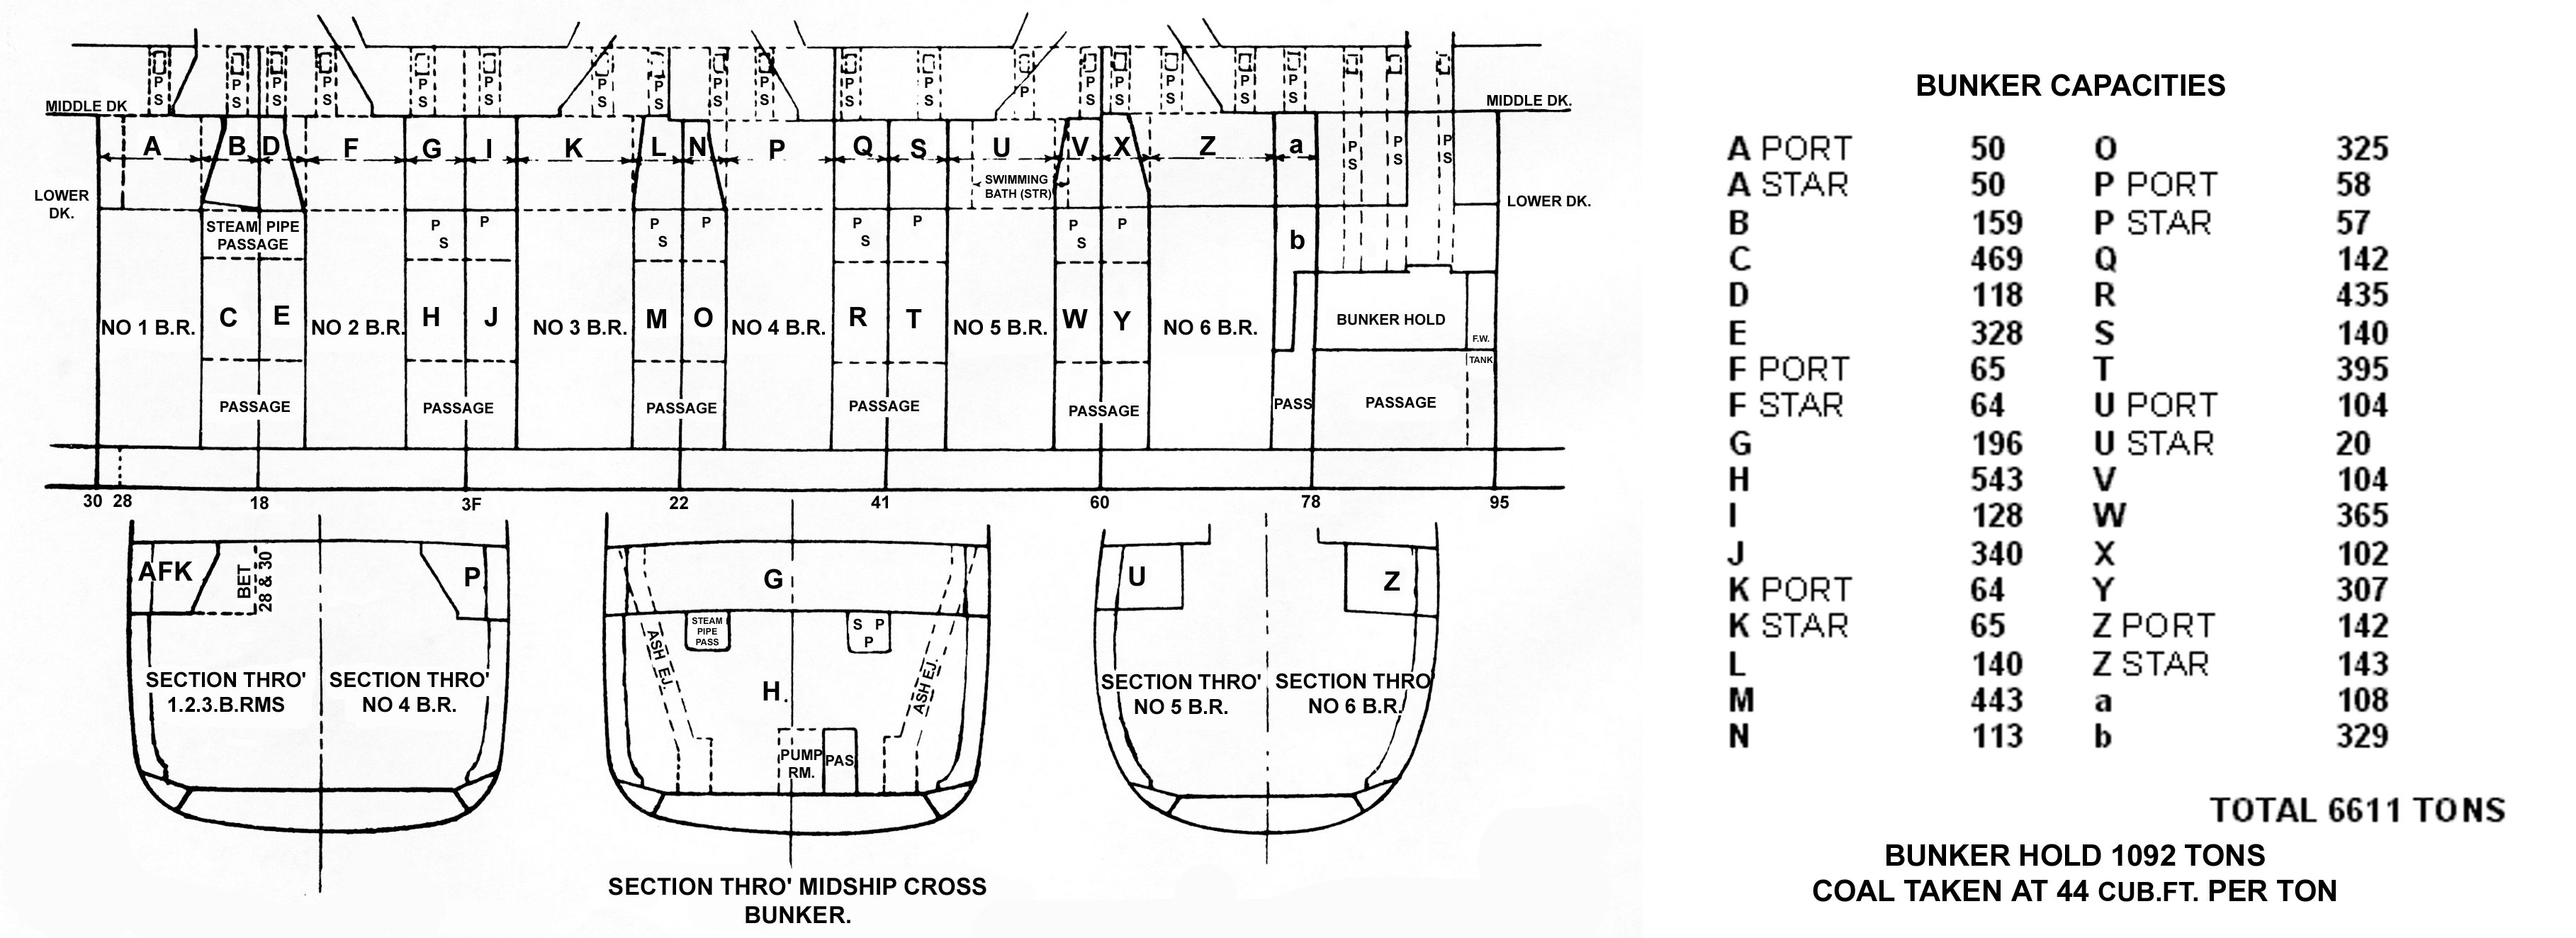 P S P S P S P S P S P S P S P S P S P S P S P S P P S P S P S P S P S
MIDDLE DK
MIDDLE DK.
A B D F G I K L N P Q S U V X Z a
P S P S P S
SWIMMING
BATH (STR)
LOWER
DK.
LOWER DK.
STEAM PIPE
PASSAGE
P S P P S P P S P P S P
b
NO 1 B.R. C E NO 2 B.R. H J NO 3 B.R. M O NO 4 B.R. R T NO 5 B.R. W Y NO 6 B.R.
BUNKER HOLD
F.W.
TANK
PASSAGE PASSAGE PASSAGE PASSAGE PASSAGE PASS PASSAGE
30 28 18 3F 22 41 60 78 95
AFK
BET
28 & 30
P
SECTION THRO'
1.2.3.B.RMS
SECTION THRO'
NO 4 B.R.
G
STEAM
PIPE
PASS
S P
P
ASH EJ.
ASH EJ.
H.
PUMP
RM.
PAS
SECTION THRO' MIDSHIP CROSS
BUNKER.
U
Z
SECTION THRO'
NO 5 B.R.
SECTION THRO'
NO 6 B.R.
BUNKER CAPACITIES
A PORT 50 O 325
A STAR 50 P PORT 58
B 159 P STAR 57
C 469 Q 142
D 118 R 435
E 328 S 140
F PORT 65 T 395
F STAR 64 U PORT 104
G 196 U STAR 20
H 543 V 104
I 128 W 365
J 340 X 102
K PORT 64 Y 307
K STAR 65 Z PORT 142
L 140 Z STAR 143
M 443 a 108
N 113 b 329
TOTAL 6611 TONS
BUNKER HOLD 1092 TONS
COAL TAKEN AT 44 CUB.FT. PER TON